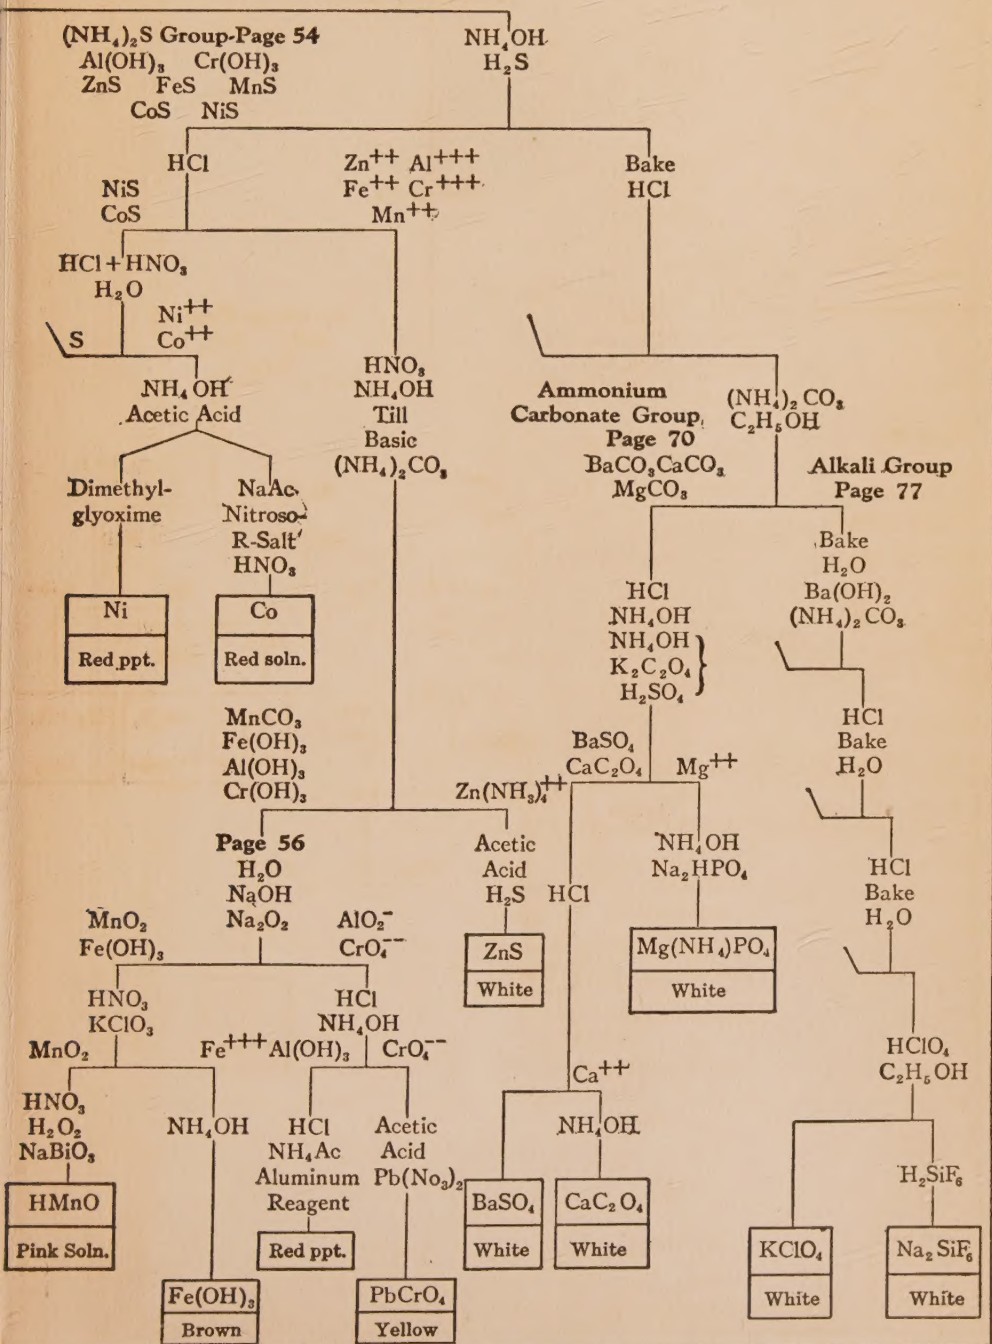 (NH₄)₂S Group-Page 54
Al(OH)₃ Cr(OH)₃
ZnS FeS MnS
CoS NiS
NH₄OH
H₂S
HCl
NiS
CoS
Zn⁺⁺ Al⁺⁺⁺
Fe⁺⁺ Cr⁺⁺⁺
Mn⁺⁺
Bake
HCl
HCl+HNO₃
H₂O
S
Ni⁺⁺
Co⁺⁺
NH₄OH
Acetic Acid
Dimethyl-
glyoxime
Ni
Red ppt.
NaAc
Nitroso-
R-Salt
HNO₃
Co
Red soln.
HNO₃
NH₄OH
Till
Basic
(NH₄)₂CO₃
Ammonium
Carbonate Group,
Page 70
BaCO₃CaCO₃
MgCO₃
(NH₄)₂CO₃
C₂H₅OH
Alkali Group
Page 77
HCl
NH₄OH
NH₄OH
K₂C₂O₄
H₂SO₄
}
Bake
H₂O
Ba(OH)₂
(NH₄)₂CO₃
HCl
Bake
H₂O
HCl
Bake
H₂O
MnCO₃
Fe(OH)₃
Al(OH)₃
Cr(OH)₃
Zn(NH₃)₄⁺⁺
BaSO₄
CaC₂O₄
Mg⁺⁺
Page 56
H₂O
NaOH
Na₂O₂
Acetic
Acid
H₂S
ZnS
White
HCl
NH₄OH
Na₂HPO₄
Mg(NH₄)PO₄
White
MnO₂
Fe(OH)₃
AlO₂⁻
CrO₄⁻⁻
HNO₃
KClO₃
HCl
NH₄OH
MnO₂
Fe⁺⁺⁺
Al(OH)₃
CrO₄⁻⁻
HNO₃
H₂O₂
NaBiO₃
HMnO
Pink Soln.
NH₄OH
Fe(OH)₃
Brown
HCl
NH₄Ac
Aluminum
Reagent
Red ppt.
Acetic
Acid
Pb(No₃)₂
PbCrO₄
Yellow
Ca⁺⁺
BaSO₄
White
NH₄OH
CaC₂O₄
White
HClO₄
C₂H₅OH
KClO₄
White
H₂SiF₆
Na₂SiF₆
White